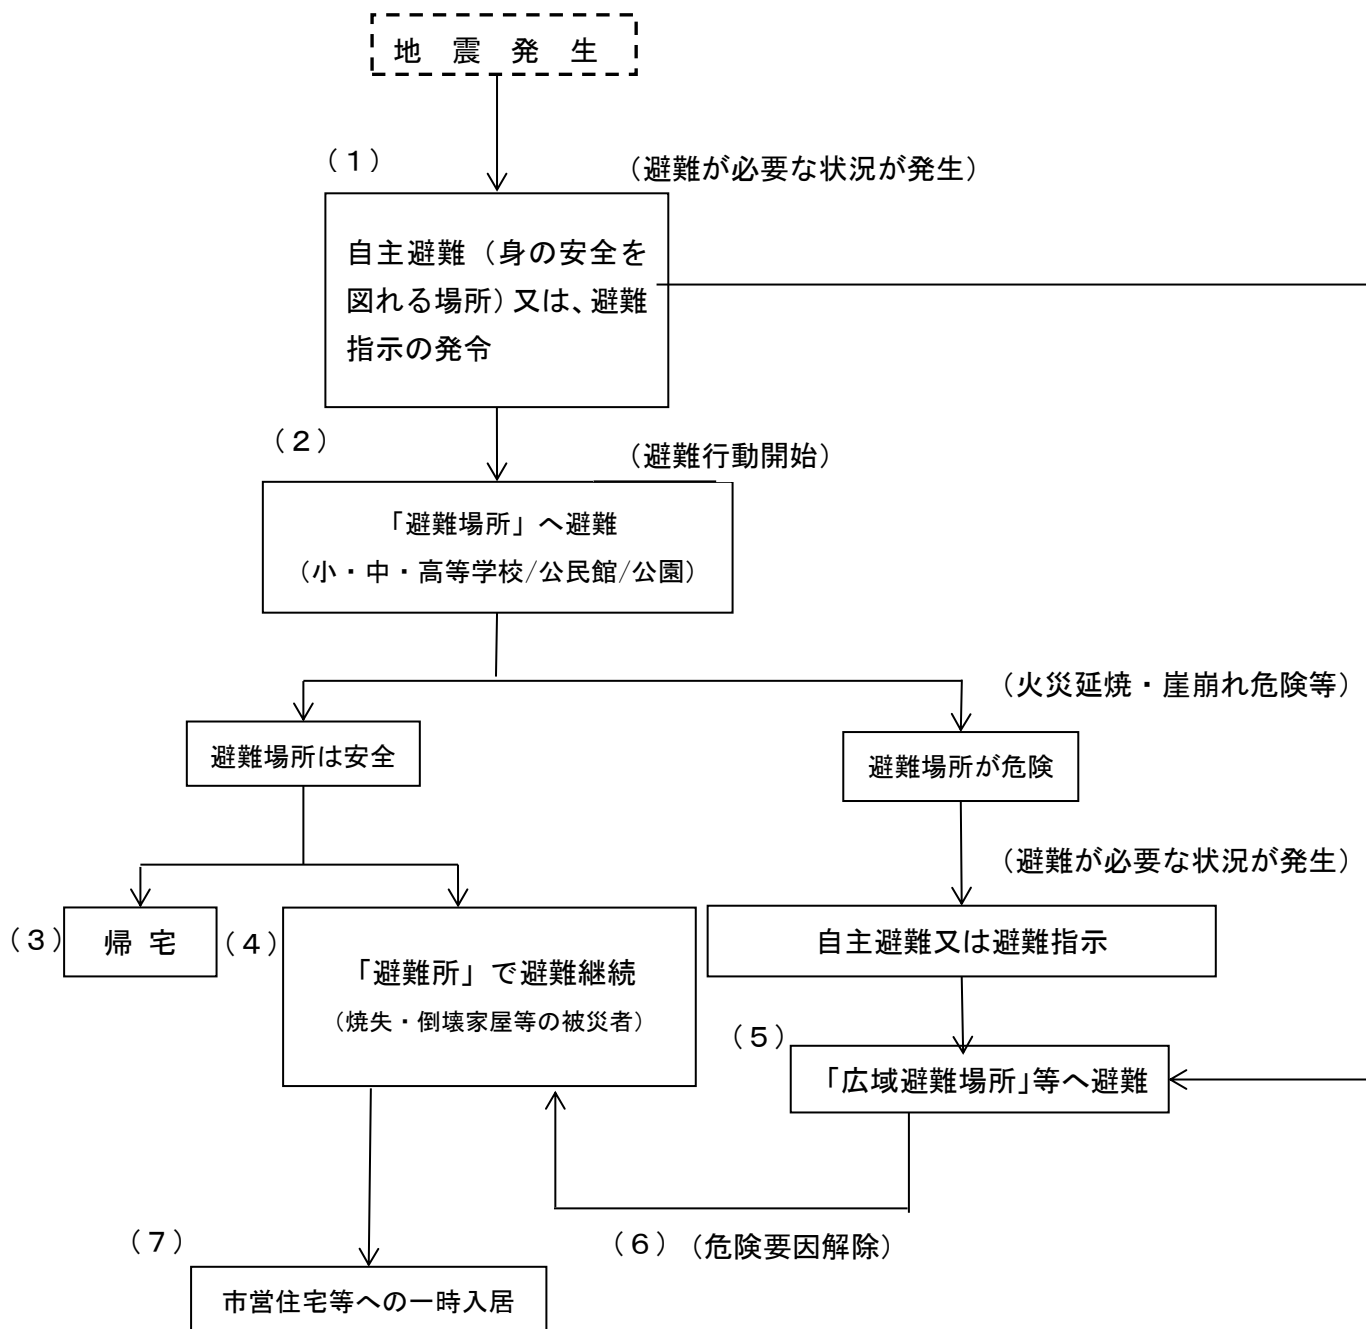 地 震 発 生
（１）
（避難が必要な状況が発生）
自主避難（身の安全を
図れる場所）又は、避難
指示の発令
（２）
（避難行動開始）
「避難場所」へ避難
（小・中・高等学校/公民館/公園）
（火災延焼・崖崩れ危険等）
避難場所は安全
避難場所が危険
（避難が必要な状況が発生）
（３）
帰 宅
（４）
「避難所」で避難継続
（焼失・倒壊家屋等の被災者）
自主避難又は避難指示
（５）
「広域避難場所」等へ避難
（６）（危険要因解除）
（７）
市営住宅等への一時入居